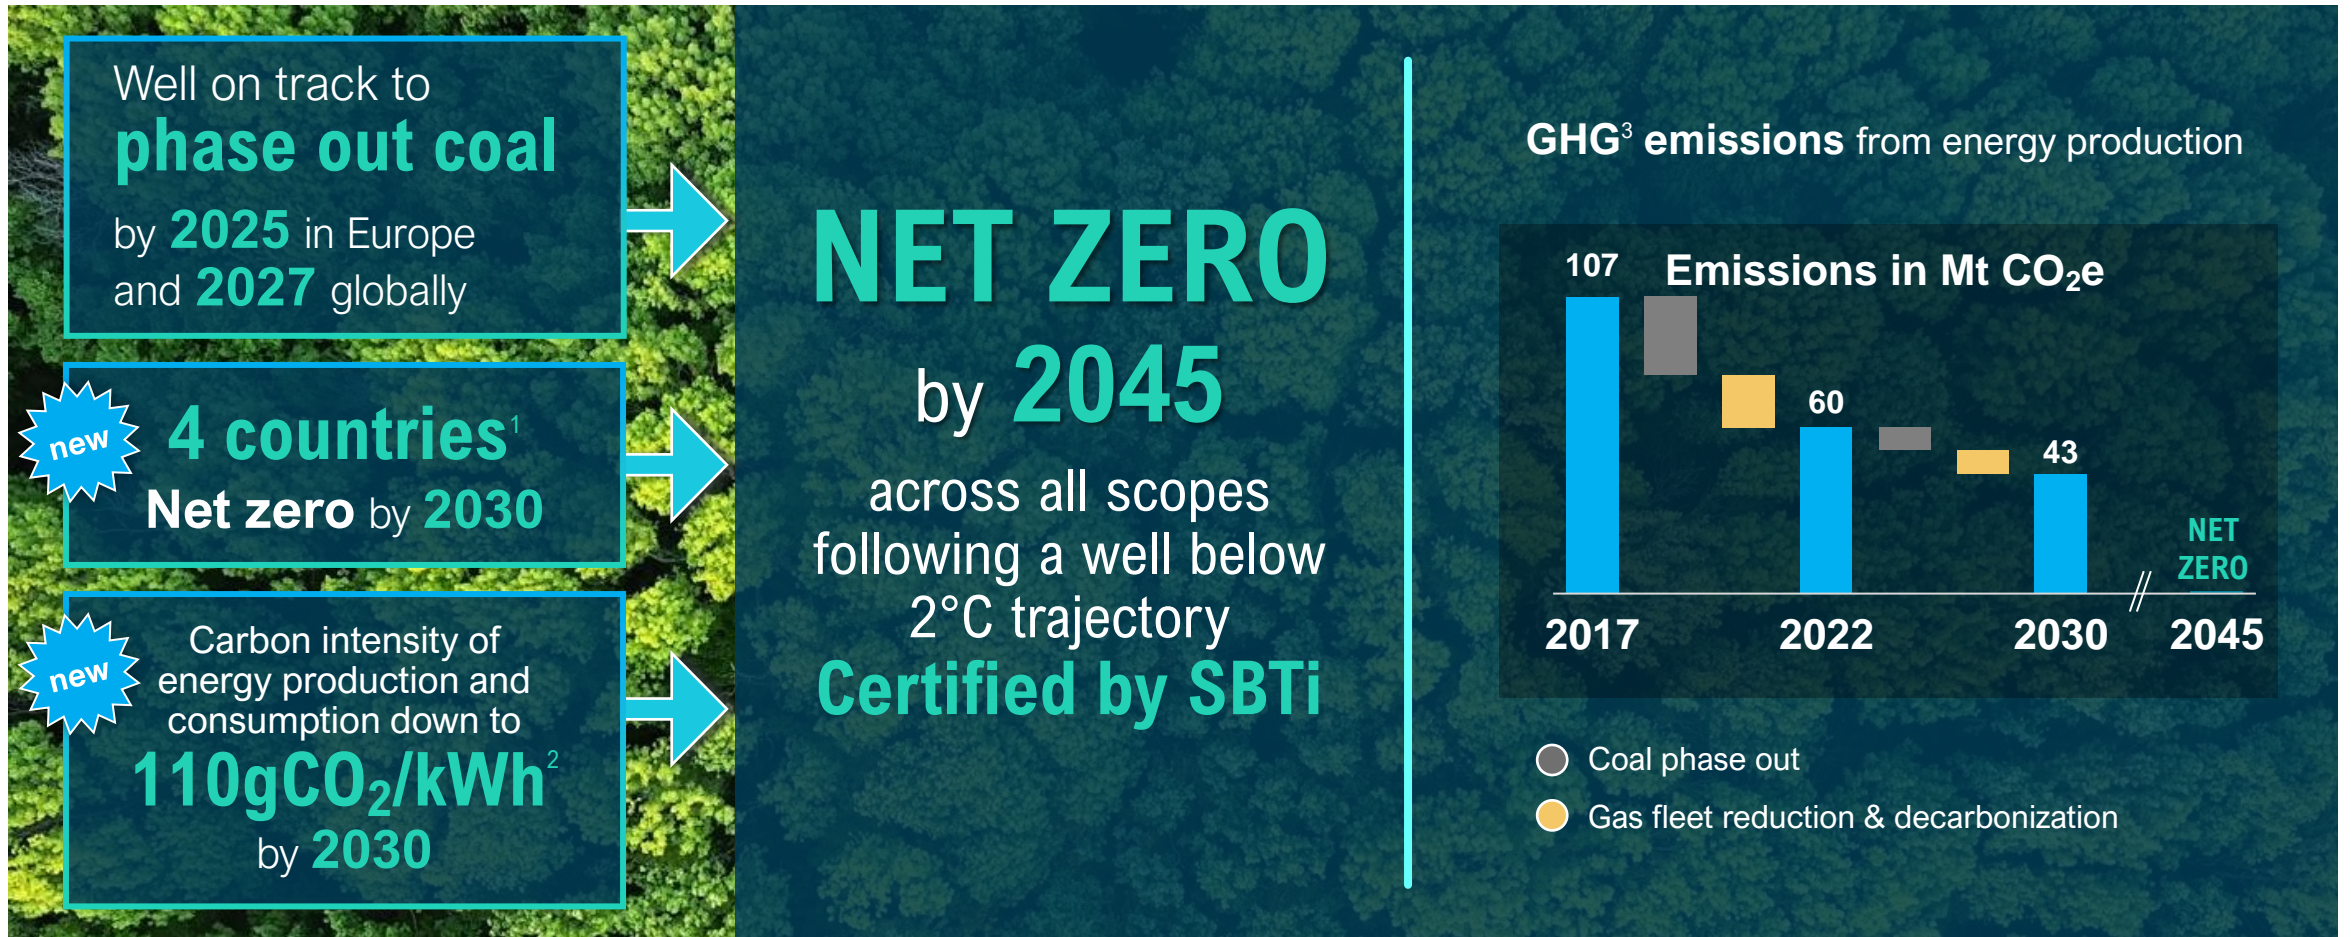 Well on track to
phase out coal
by 2025 in Europe
and 2027 globally
new
4 countries¹
Net zero by 2030
new
Carbon intensity of
energy production and
consumption down to
110gCO₂/kWh²
by 2030
NET ZERO
by 2045
across all scopes
following a well below
2°C trajectory
Certified by SBTi
GHG³ emissions from energy production
Emissions in Mt CO₂e
107
60
43
NET
ZERO
2017 2022 2030 2045
Coal phase out
Gas fleet reduction & decarbonization